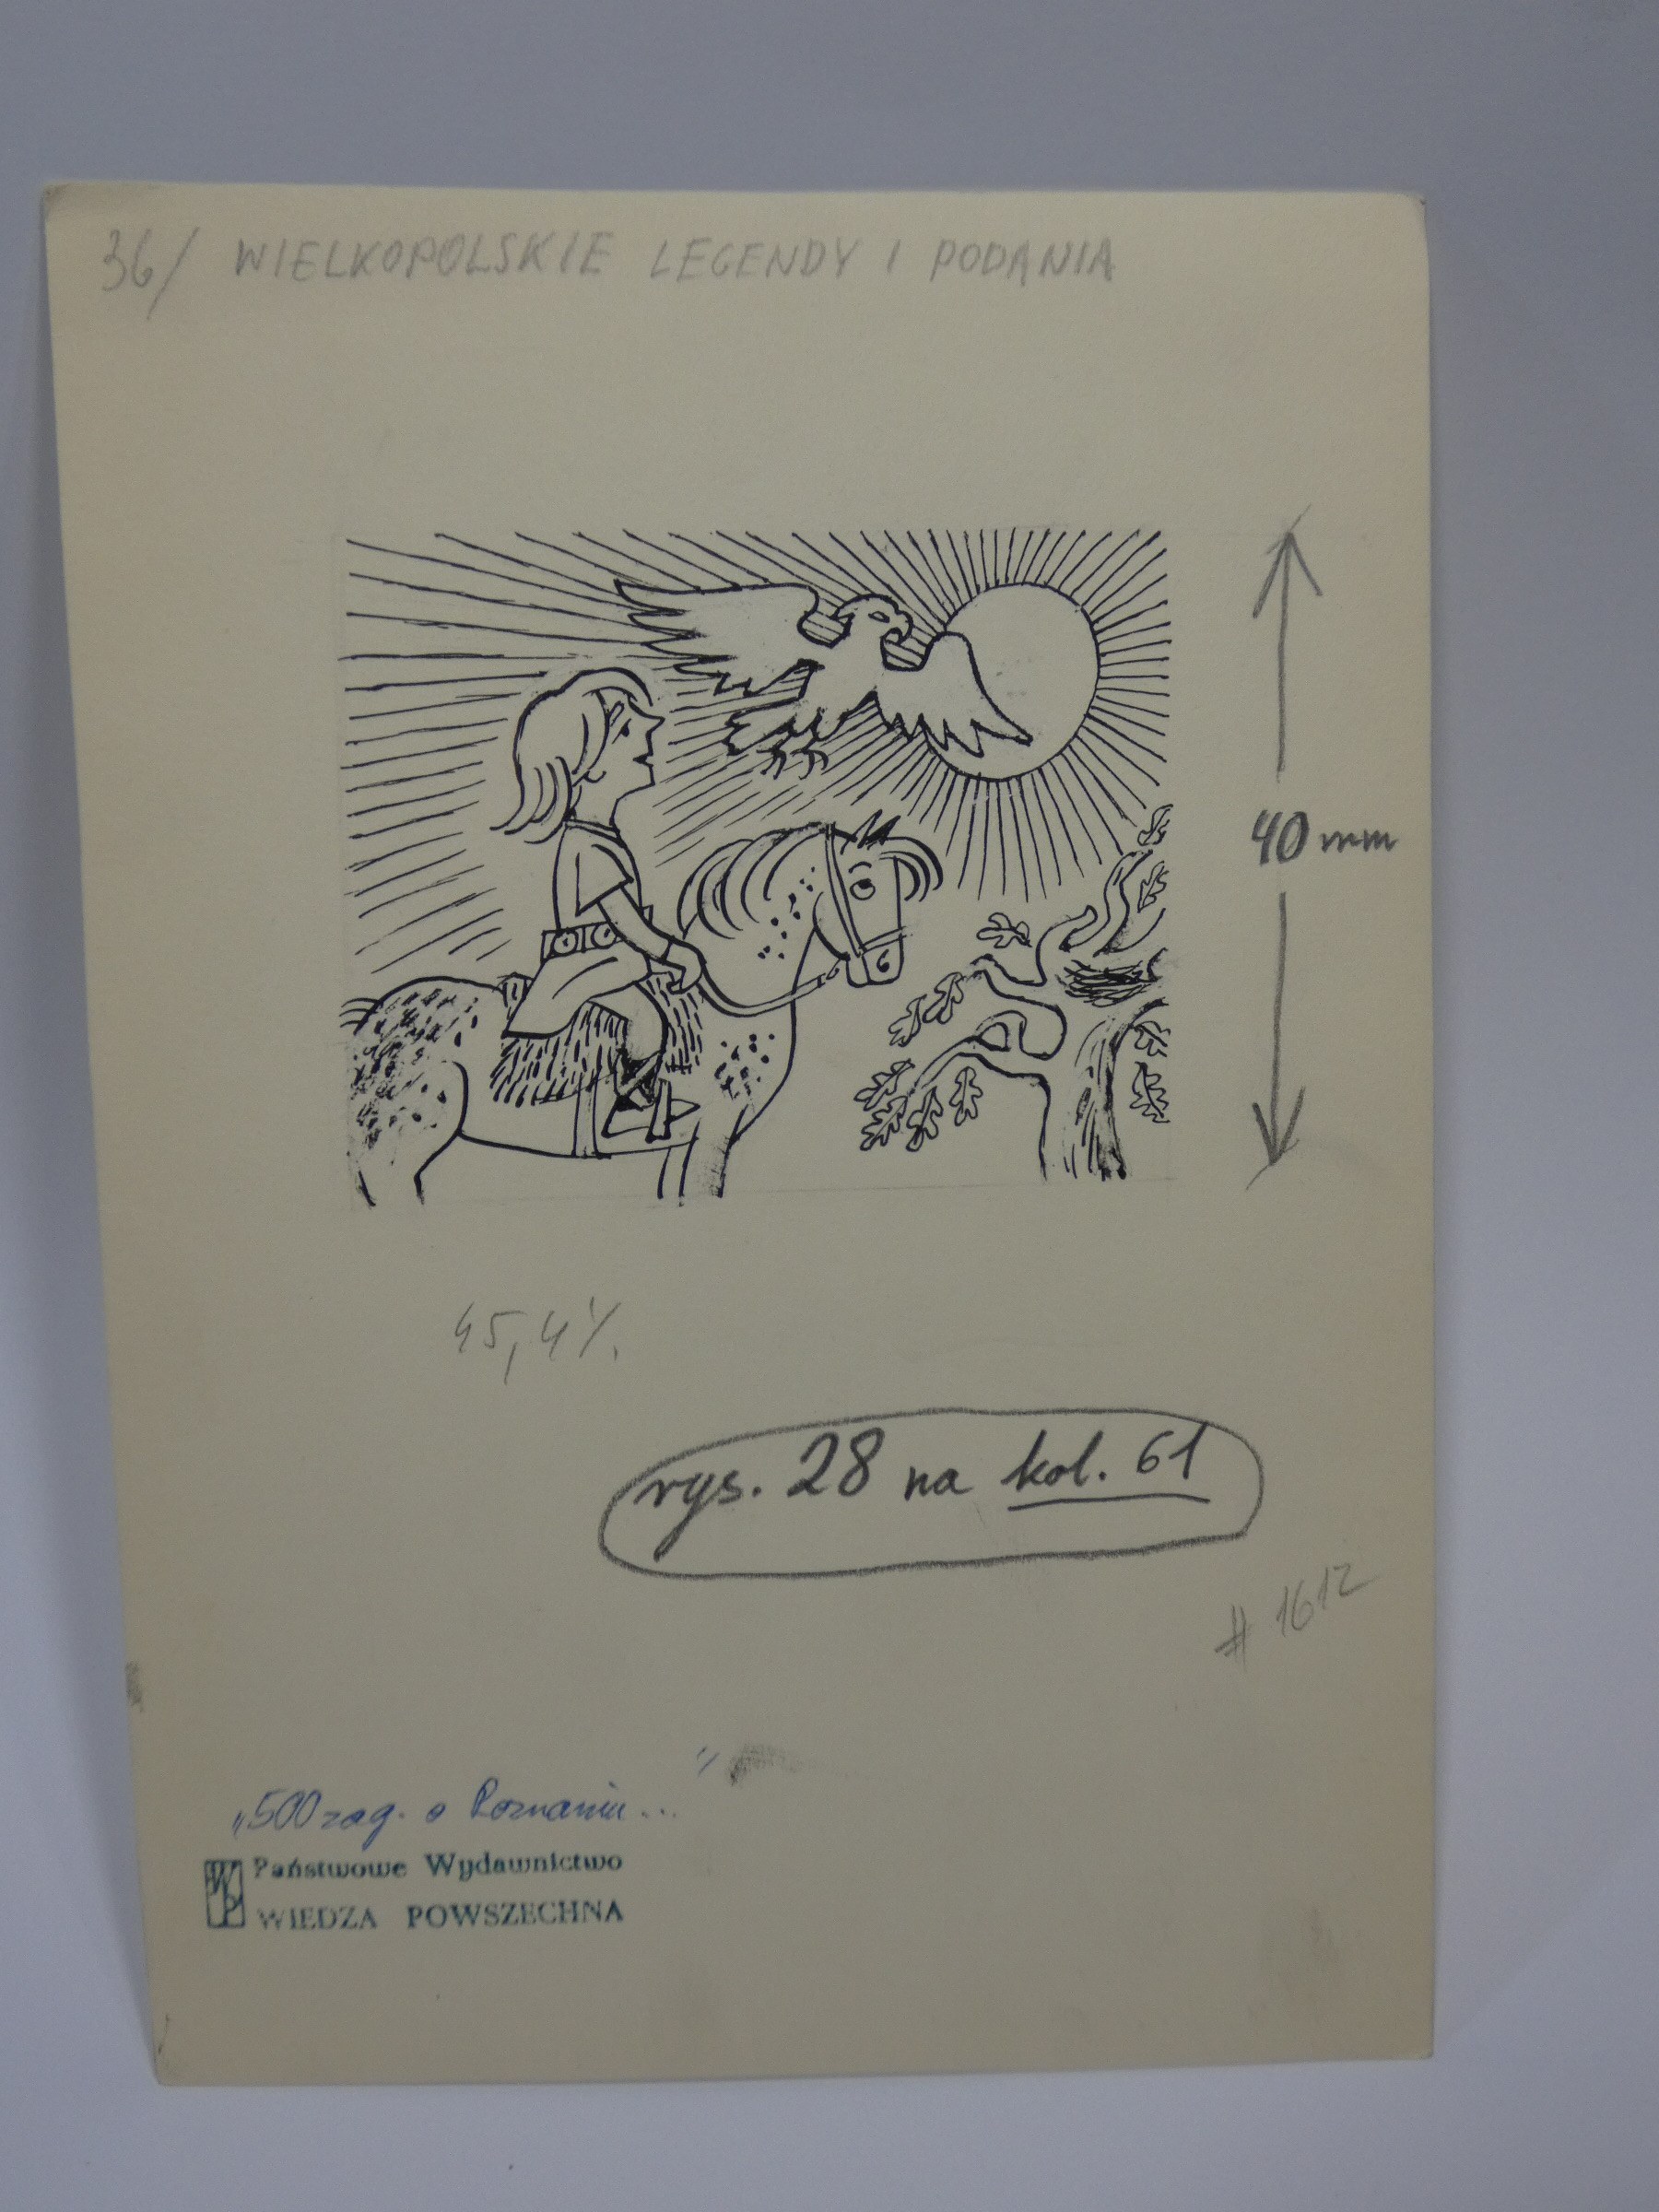 36/ WIELKOPOLSKIE LEGENDY I PODANIA
40 mm
45,4%
rys. 28 na kol. 61
# 1612
„500 zag. o Poznaniu..."
WP Państwowe Wydawnictwo
WIEDZA POWSZECHNA